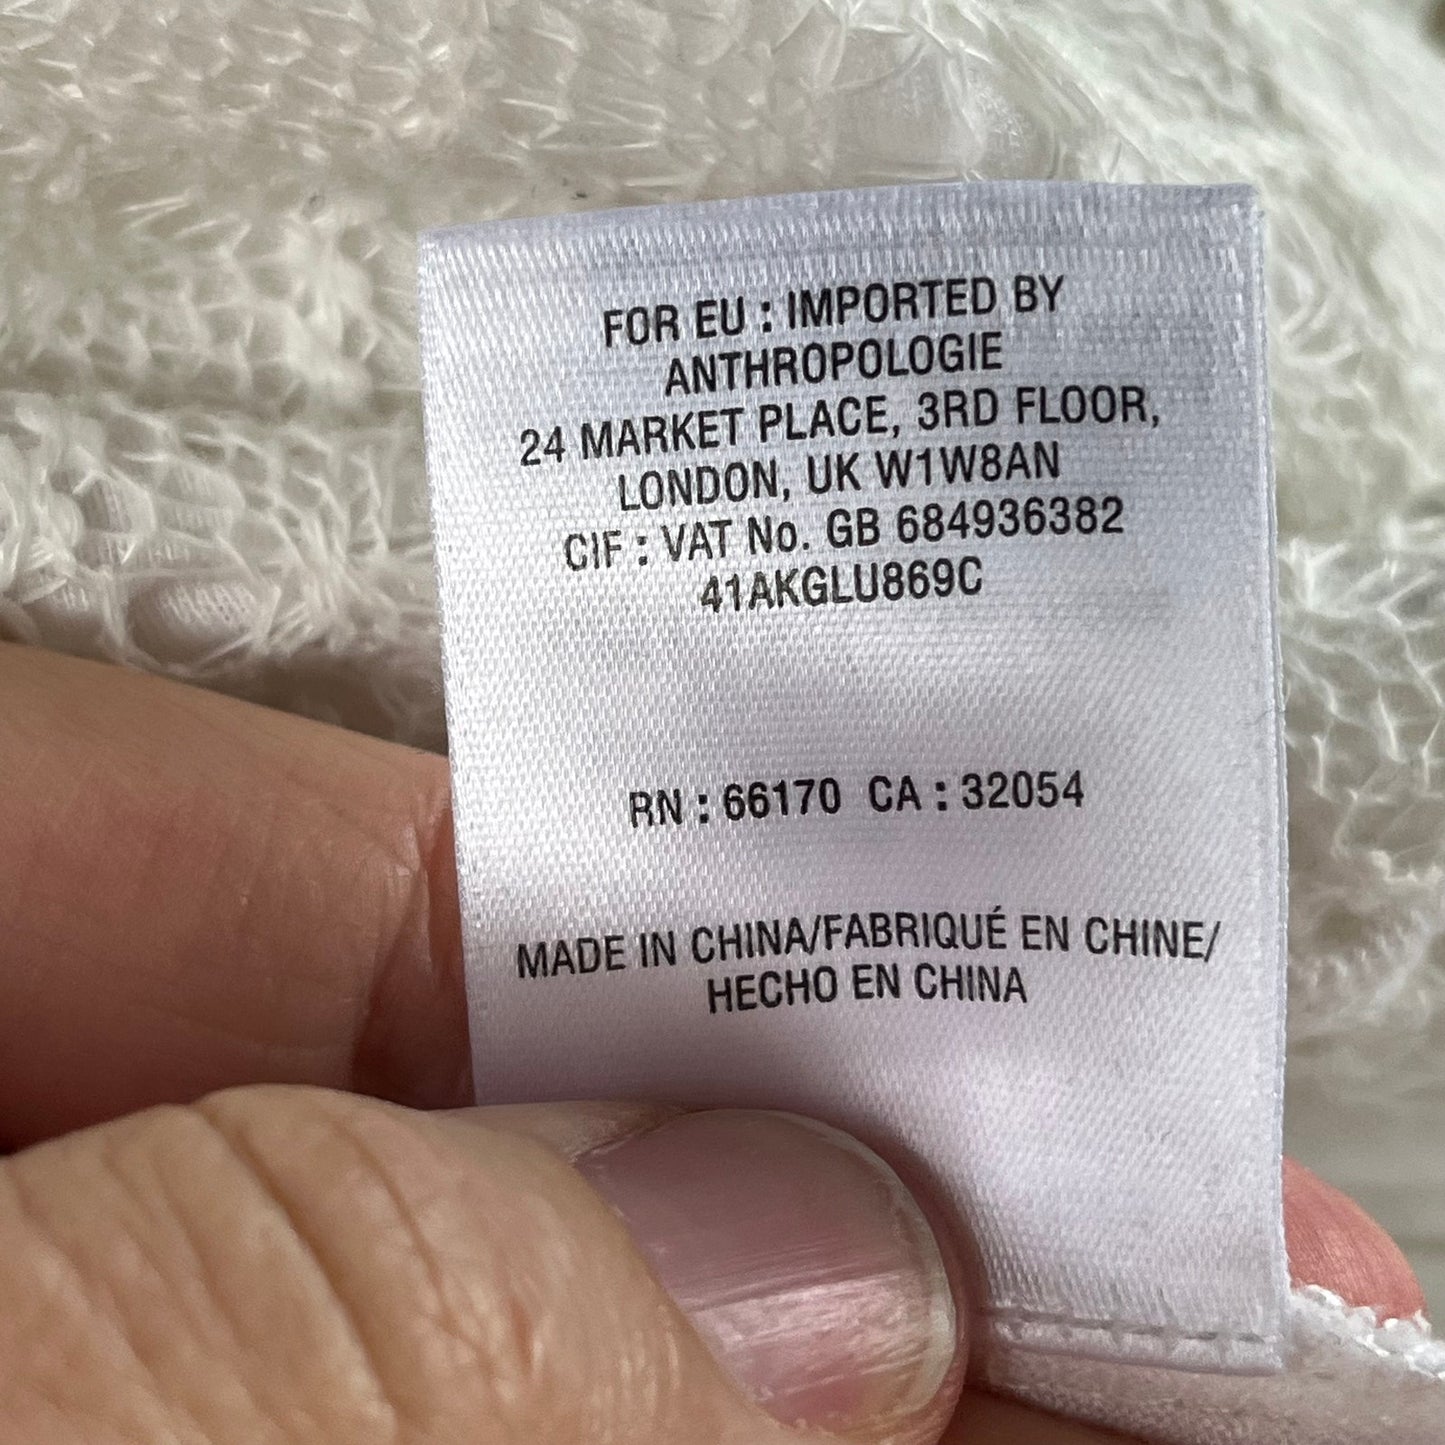 FOR EU : IMPORTED BY
ANTHROPOLOGIE
24 MARKET PLACE, 3RD FLOOR,
LONDON, UK W1W8AN
CIF : VAT No. GB 684936382
41AKGLU869C
RN : 66170 CA : 32054
MADE IN CHINA/FABRIQUÉ EN CHINE/
HECHO EN CHINA